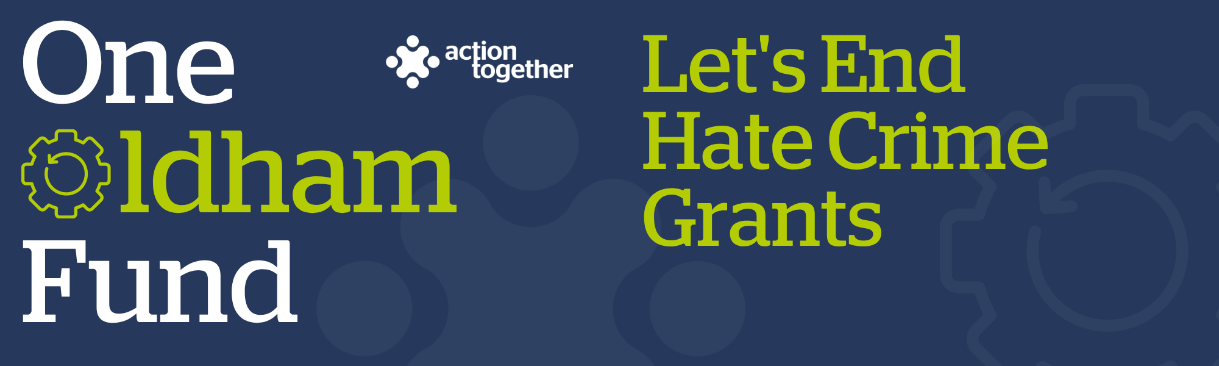 One
Oldham
Fund
action
together
Let's End
Hate Crime
Grants